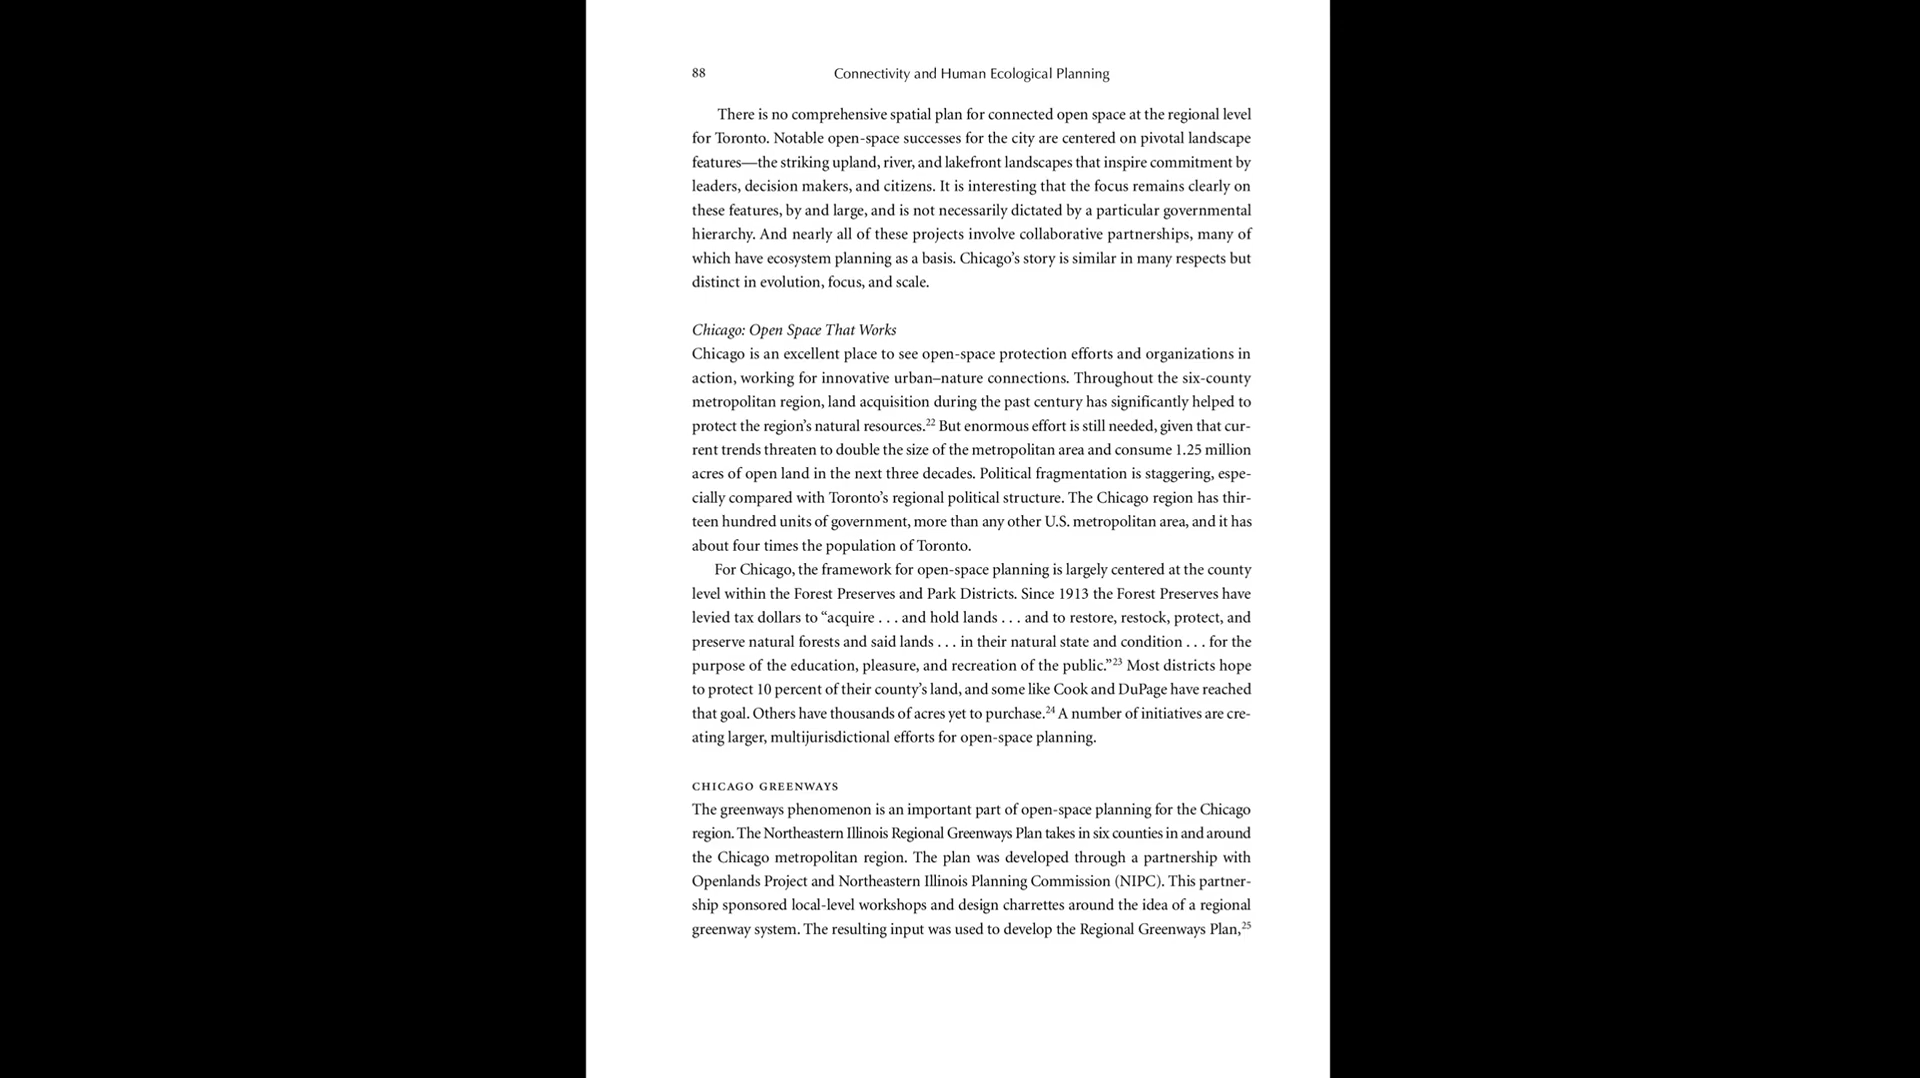 88
Connectivity and Human Ecological Planning
There is no comprehensive spatial plan for connected open space at the regional level
for Toronto. Notable open-space successes for the city are centered on pivotal landscape
features—the striking upland, river, and lakefront landscapes that inspire commitment by
leaders, decision makers, and citizens. It is interesting that the focus remains clearly on
these features, by and large, and is not necessarily dictated by a particular governmental
hierarchy. And nearly all of these projects involve collaborative partnerships, many of
which have ecosystem planning as a basis. Chicago’s story is similar in many respects but
distinct in evolution, focus, and scale.
Chicago: Open Space That Works
Chicago is an excellent place to see open-space protection efforts and organizations in
action, working for innovative urban–nature connections. Throughout the six-county
metropolitan region, land acquisition during the past century has significantly helped to
protect the region’s natural resources.22 But enormous effort is still needed, given that cur-
rent trends threaten to double the size of the metropolitan area and consume 1.25 million
acres of open land in the next three decades. Political fragmentation is staggering, espe-
cially compared with Toronto’s regional political structure. The Chicago region has thir-
teen hundred units of government, more than any other U.S. metropolitan area, and it has
about four times the population of Toronto.
For Chicago, the framework for open-space planning is largely centered at the county
level within the Forest Preserves and Park Districts. Since 1913 the Forest Preserves have
levied tax dollars to “acquire . . . and hold lands . . . and to restore, restock, protect, and
preserve natural forests and said lands . . . in their natural state and condition . . . for the
purpose of the education, pleasure, and recreation of the public.”23 Most districts hope
to protect 10 percent of their county’s land, and some like Cook and DuPage have reached
that goal. Others have thousands of acres yet to purchase.24 A number of initiatives are cre-
ating larger, multijurisdictional efforts for open-space planning.
CHICAGO GREENWAYS
The greenways phenomenon is an important part of open-space planning for the Chicago
region. The Northeastern Illinois Regional Greenways Plan takes in six counties in and around
the Chicago metropolitan region. The plan was developed through a partnership with
Openlands Project and Northeastern Illinois Planning Commission (NIPC). This partner-
ship sponsored local-level workshops and design charrettes around the idea of a regional
greenway system. The resulting input was used to develop the Regional Greenways Plan,25